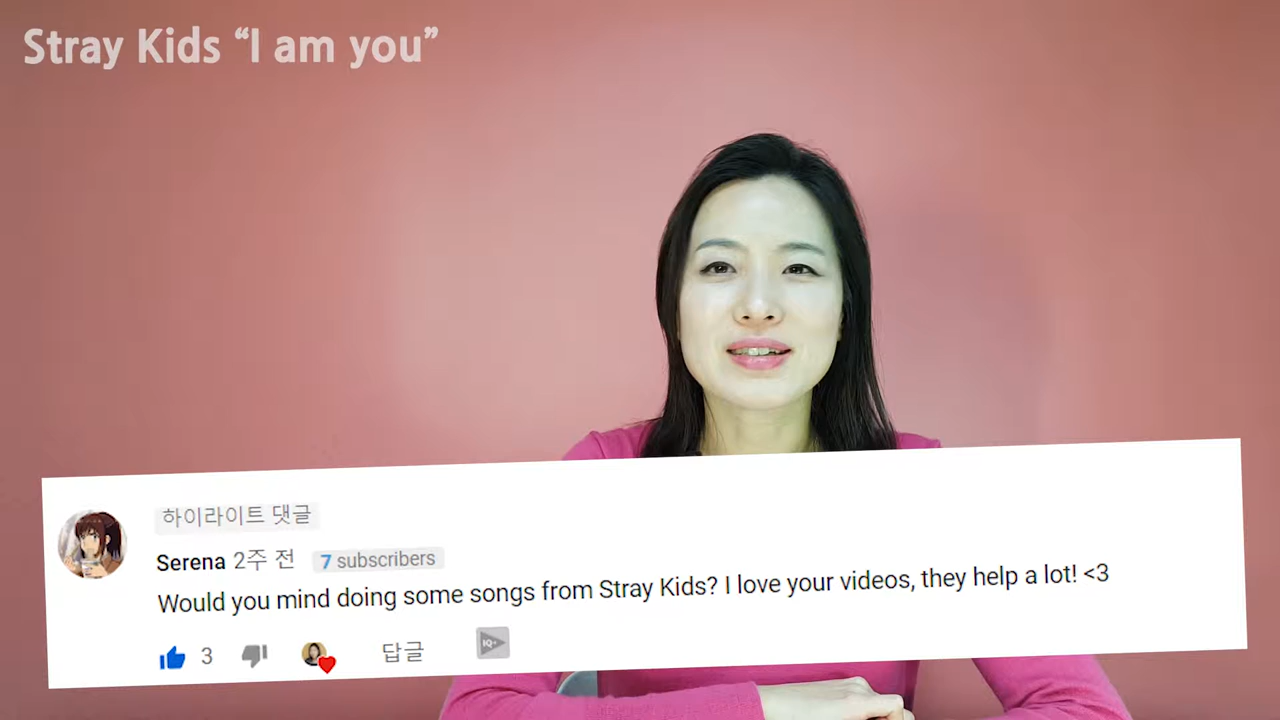 Stray Kids “I am you”
하이라이트 댓글
Serena 2주 전 7 subscribers
Would you mind doing some songs from Stray Kids? I love your videos, they help a lot! <3
3 답글
IQ+